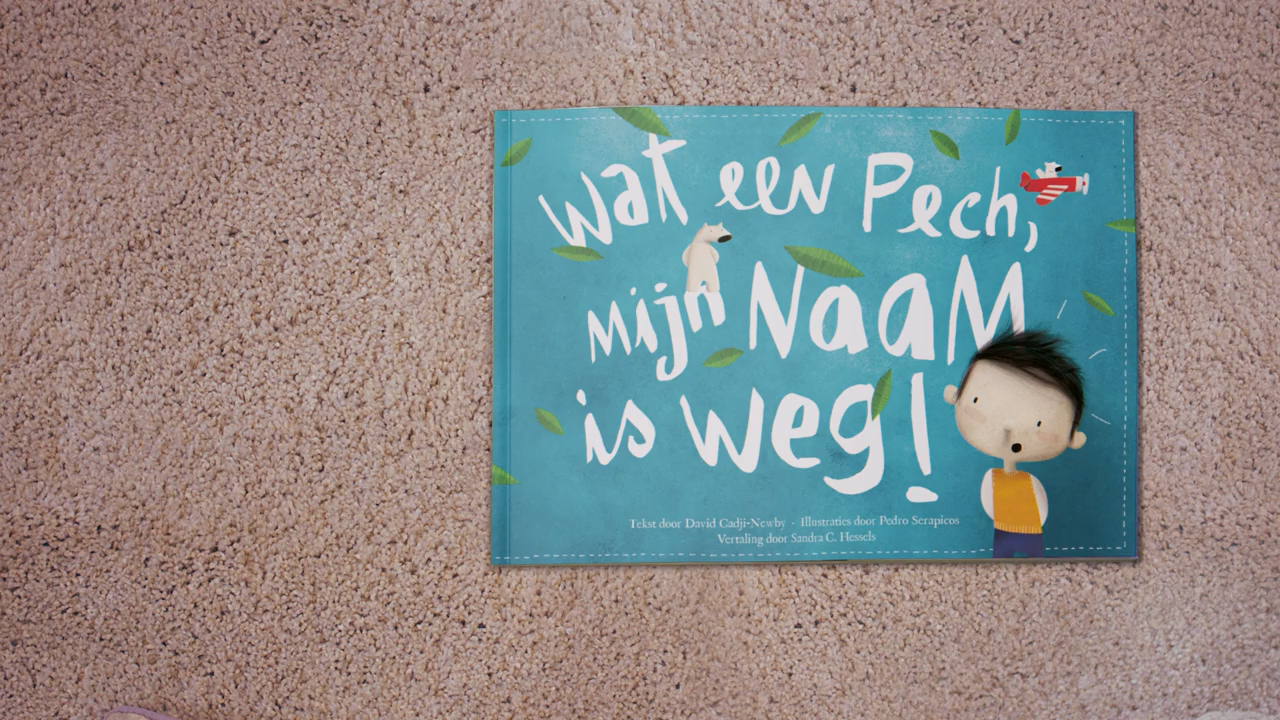 Wat een Pech,
mijn Naam
is weg!
Tekst door David Cadji-Newby · Illustraties door Pedro Serapicos
Vertaling door Sandra C. Hessels